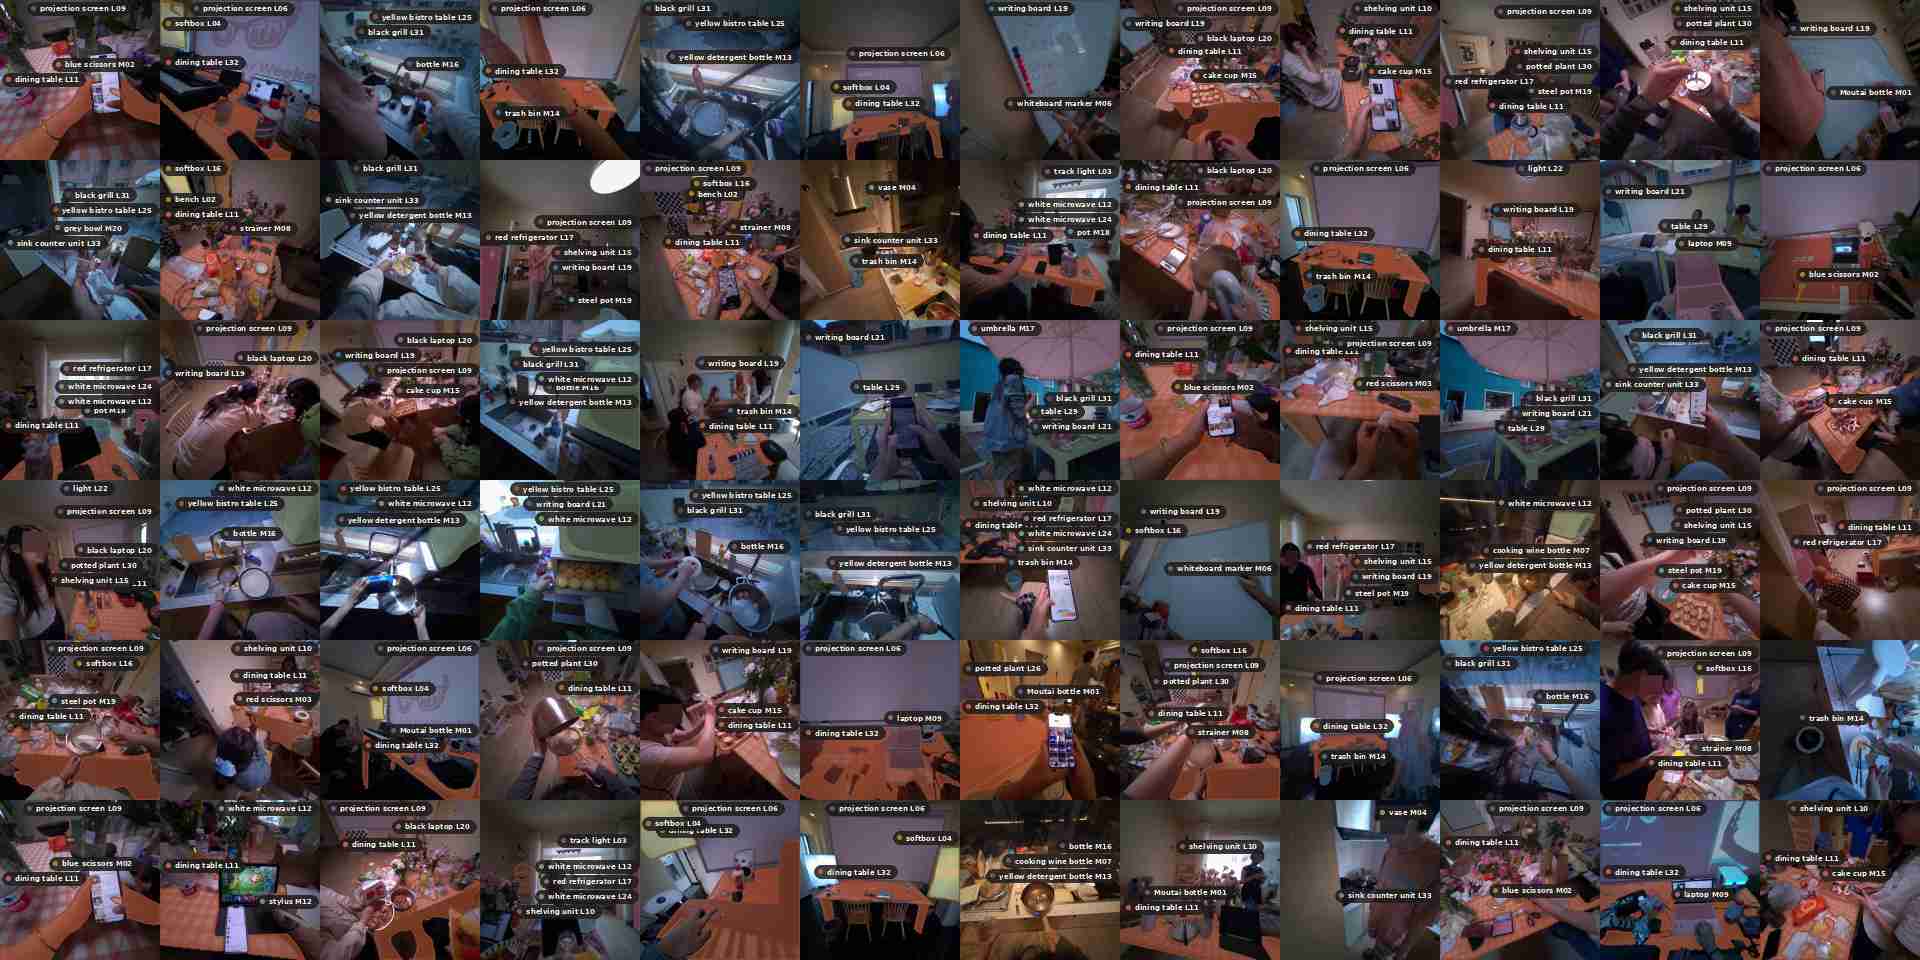 projection screen L09
blue scissors M02
dining table L11
projection screen L06
softbox L04
dining table L32
yellow bistro table L25
black grill L31
bottle M16
projection screen L06
dining table L32
trash bin M14
black grill L31
yellow bistro table L25
yellow detergent bottle M13
projection screen L06
softbox L04
dining table L32
writing board L19
whiteboard marker M06
projection screen L09
writing board L19
black laptop L20
dining table L11
cake cup M15
shelving unit L10
dining table L11
cake cup M15
projection screen L09
shelving unit L15
potted plant L30
red refrigerator L17
steel pot M19
dining table L11
shelving unit L15
potted plant L30
dining table L11
writing board L19
Moutai bottle M01
black grill L31
yellow bistro table L25
grey bowl M20
sink counter unit L33
softbox L16
bench L02
dining table L11
strainer M08
black grill L31
sink counter unit L33
yellow detergent bottle M13
projection screen L09
red refrigerator L17
shelving unit L15
writing board L19
steel pot M19
projection screen L09
softbox L16
bench L02
strainer M08
dining table L11
vase M04
sink counter unit L33
trash bin M14
track light L03
white microwave L12
white microwave L24
pot M18
dining table L11
black laptop L20
dining table L11
projection screen L09
projection screen L06
dining table L32
trash bin M14
light L22
writing board L19
dining table L11
writing board L21
table L29
laptop M09
projection screen L06
blue scissors M02
red refrigerator L17
white microwave L24
white microwave L12
pot M18
dining table L11
projection screen L09
black laptop L20
writing board L19
black laptop L20
writing board L19
projection screen L09
cake cup M15
yellow bistro table L25
black grill L31
white microwave L12
bottle M16
yellow detergent bottle M13
writing board L19
trash bin M14
dining table L11
writing board L21
table L29
umbrella M17
black grill L31
table L29
writing board L21
projection screen L09
dining table L11
blue scissors M02
shelving unit L15
projection screen L09
dining table L11
red scissors M03
umbrella M17
black grill L31
writing board L21
table L29
black grill L31
yellow detergent bottle M13
sink counter unit L33
projection screen L09
dining table L11
cake cup M15
light L22
projection screen L09
black laptop L20
potted plant L30
shelving unit L15
L11
white microwave L12
yellow bistro table L25
bottle M16
yellow bistro table L25
white microwave L12
yellow detergent bottle M13
yellow bistro table L25
writing board L21
white microwave L12
yellow bistro table L25
black grill L31
bottle M16
black grill L31
yellow bistro table L25
yellow detergent bottle M13
white microwave L12
shelving unit L10
red refrigerator L17
dining table
white microwave L24
sink counter unit L33
trash bin M14
writing board L19
softbox L16
whiteboard marker M06
red refrigerator L17
shelving unit L15
writing board L19
steel pot M19
dining table L11
white microwave L12
cooking wine bottle M07
yellow detergent bottle M13
projection screen L09
potted plant L30
shelving unit L15
writing board L19
steel pot M19
cake cup M15
projection screen L09
dining table L11
red refrigerator L17
projection screen L09
softbox L16
steel pot M19
dining table L11
shelving unit L10
dining table L11
red scissors M03
projection screen L06
softbox L04
Moutai bottle M01
dining table L32
projection screen L09
potted plant L30
dining table L11
writing board L19
cake cup M15
dining table L11
projection screen L06
laptop M09
dining table L32
potted plant L26
Moutai bottle M01
dining table L32
softbox L16
projection screen L09
potted plant L30
dining table L11
strainer M08
projection screen L06
dining table L32
trash bin M14
yellow bistro table L25
black grill L31
bottle M16
projection screen L09
softbox L16
strainer M08
dining table L11
trash bin M14
projection screen L09
blue scissors M02
dining table L11
white microwave L12
dining table L11
stylus M12
projection screen L09
black laptop L20
dining table L11
track light L03
white microwave L12
red refrigerator L17
white microwave L24
shelving unit L10
projection screen L06
softbox L04
dining table L32
projection screen L06
softbox L04
dining table L32
bottle M16
cooking wine bottle M07
yellow detergent bottle M13
shelving unit L10
Moutai bottle M01
dining table L11
vase M04
sink counter unit L33
projection screen L09
dining table L11
blue scissors M02
projection screen L06
dining table L32
laptop M09
shelving unit L10
dining table L11
cake cup M15